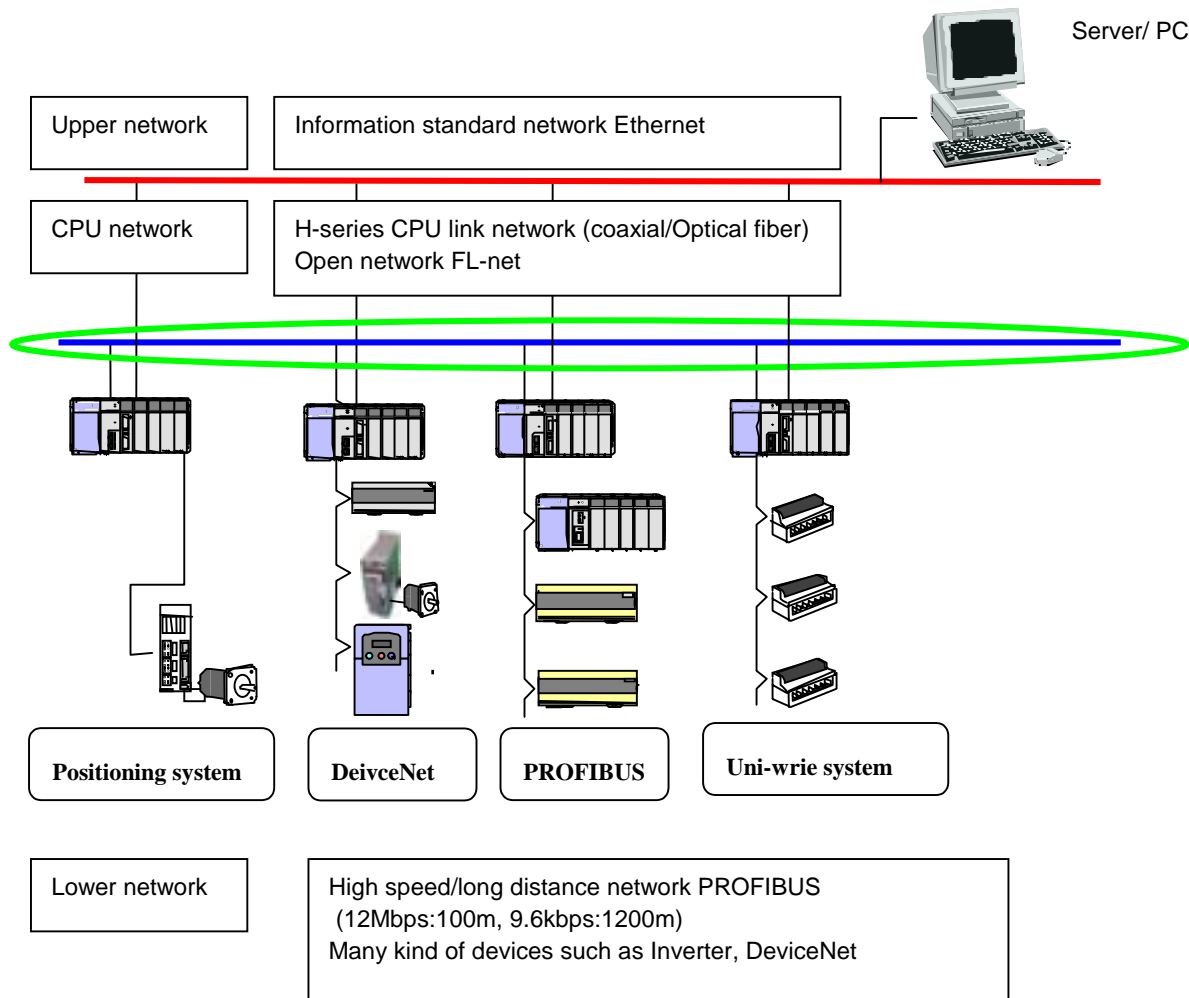 Server/ PC
Upper network
Information standard network Ethernet
CPU network
H-series CPU link network (coaxial/Optical fiber)
Open network FL-net
Positioning system
DeivceNet
PROFIBUS
Uni-wrie system
Lower network
High speed/long distance network PROFIBUS
(12Mbps:100m, 9.6kbps:1200m)
Many kind of devices such as Inverter, DeviceNet